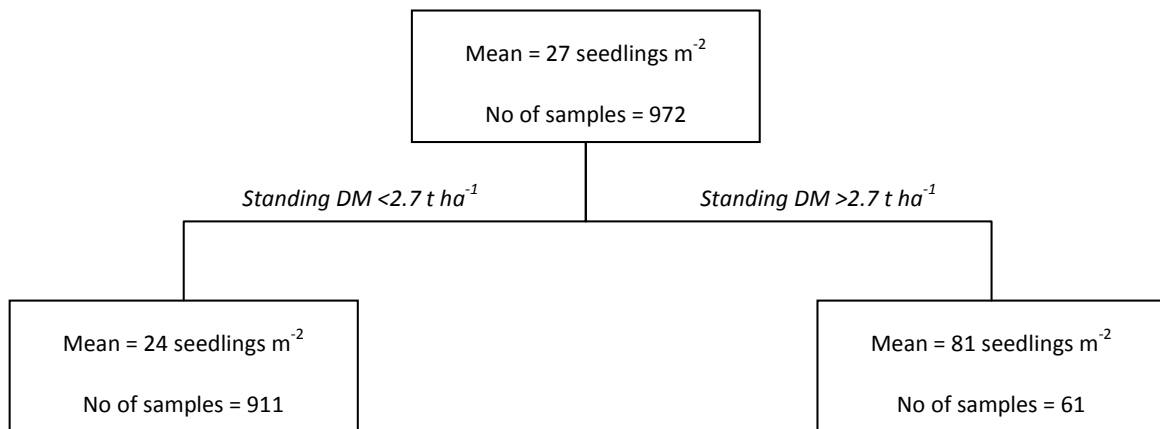 Mean = 27 seedlings m⁻²
No of samples = 972
Standing DM <2.7 t ha⁻¹
Standing DM >2.7 t ha⁻¹
Mean = 24 seedlings m⁻²
No of samples = 911
Mean = 81 seedlings m⁻²
No of samples = 61